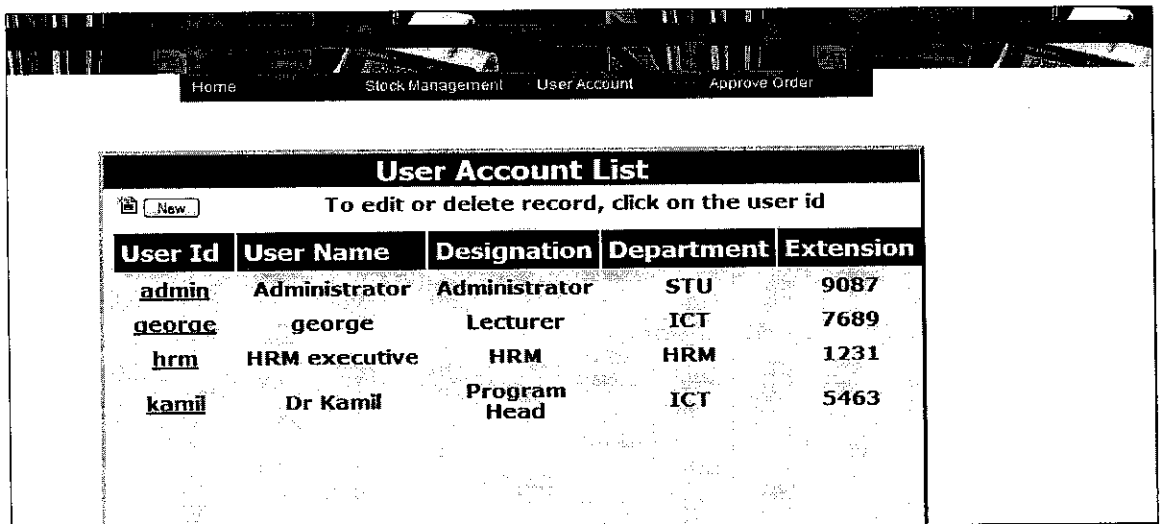 Home Stock Management User Account Approve Order
User Account List
New To edit or delete record, click on the user id
User Id User Name Designation Department Extension
admin Administrator Administrator STU 9087
george george Lecturer ICT 7689
hrm HRM executive HRM HRM 1231
kamil Dr Kamil Program Head ICT 5463